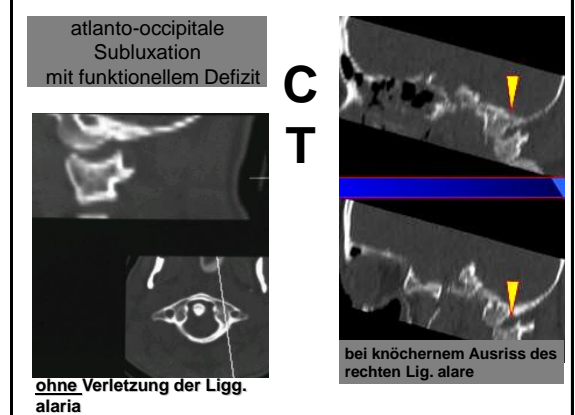 atlanto-occipitale
Subluxation
mit funktionellem Defizit
C
T
ohne Verletzung der Ligg.
alaria
bei knöchernem Ausriss des
rechten Lig. alare